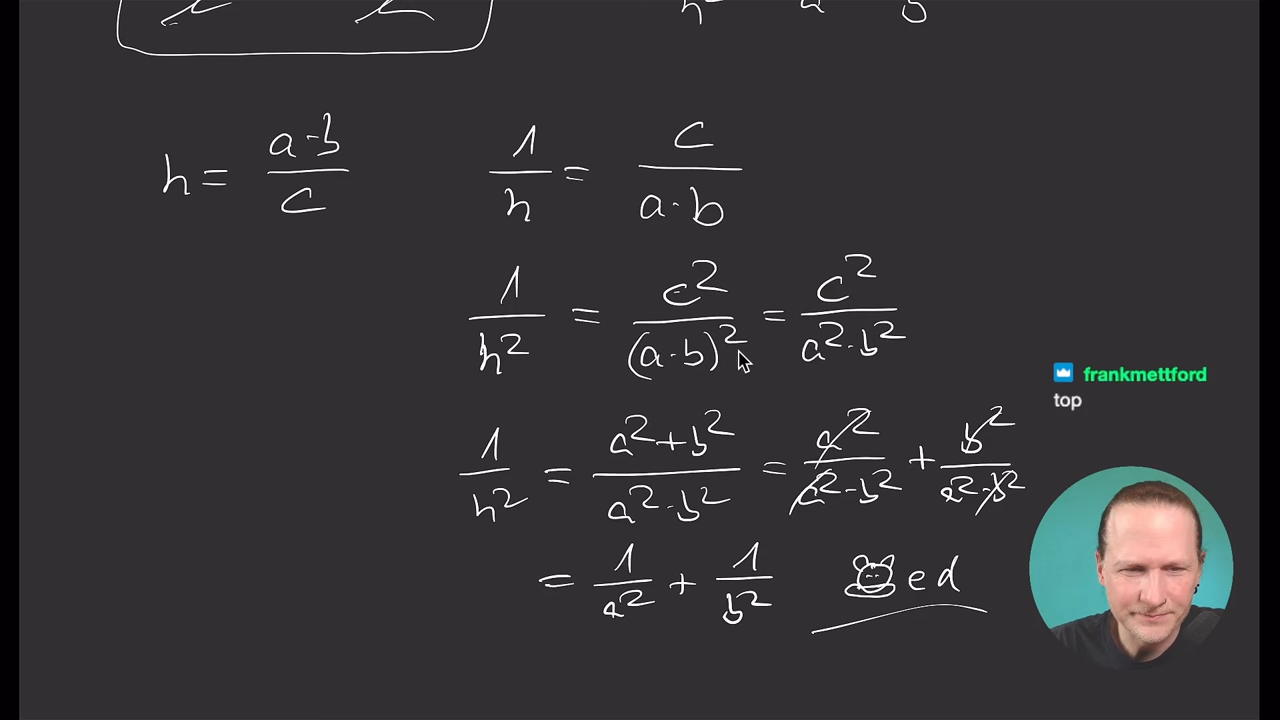 h = a·b / c    1/h = c / a·b
1/h² = c² / (a·b)² = c² / a²·b²
frankmettford
top
1/h² = a²+b² / a²·b² = a² / a²·b² + b² / a²·b²
= 1/a² + 1/b²    ed